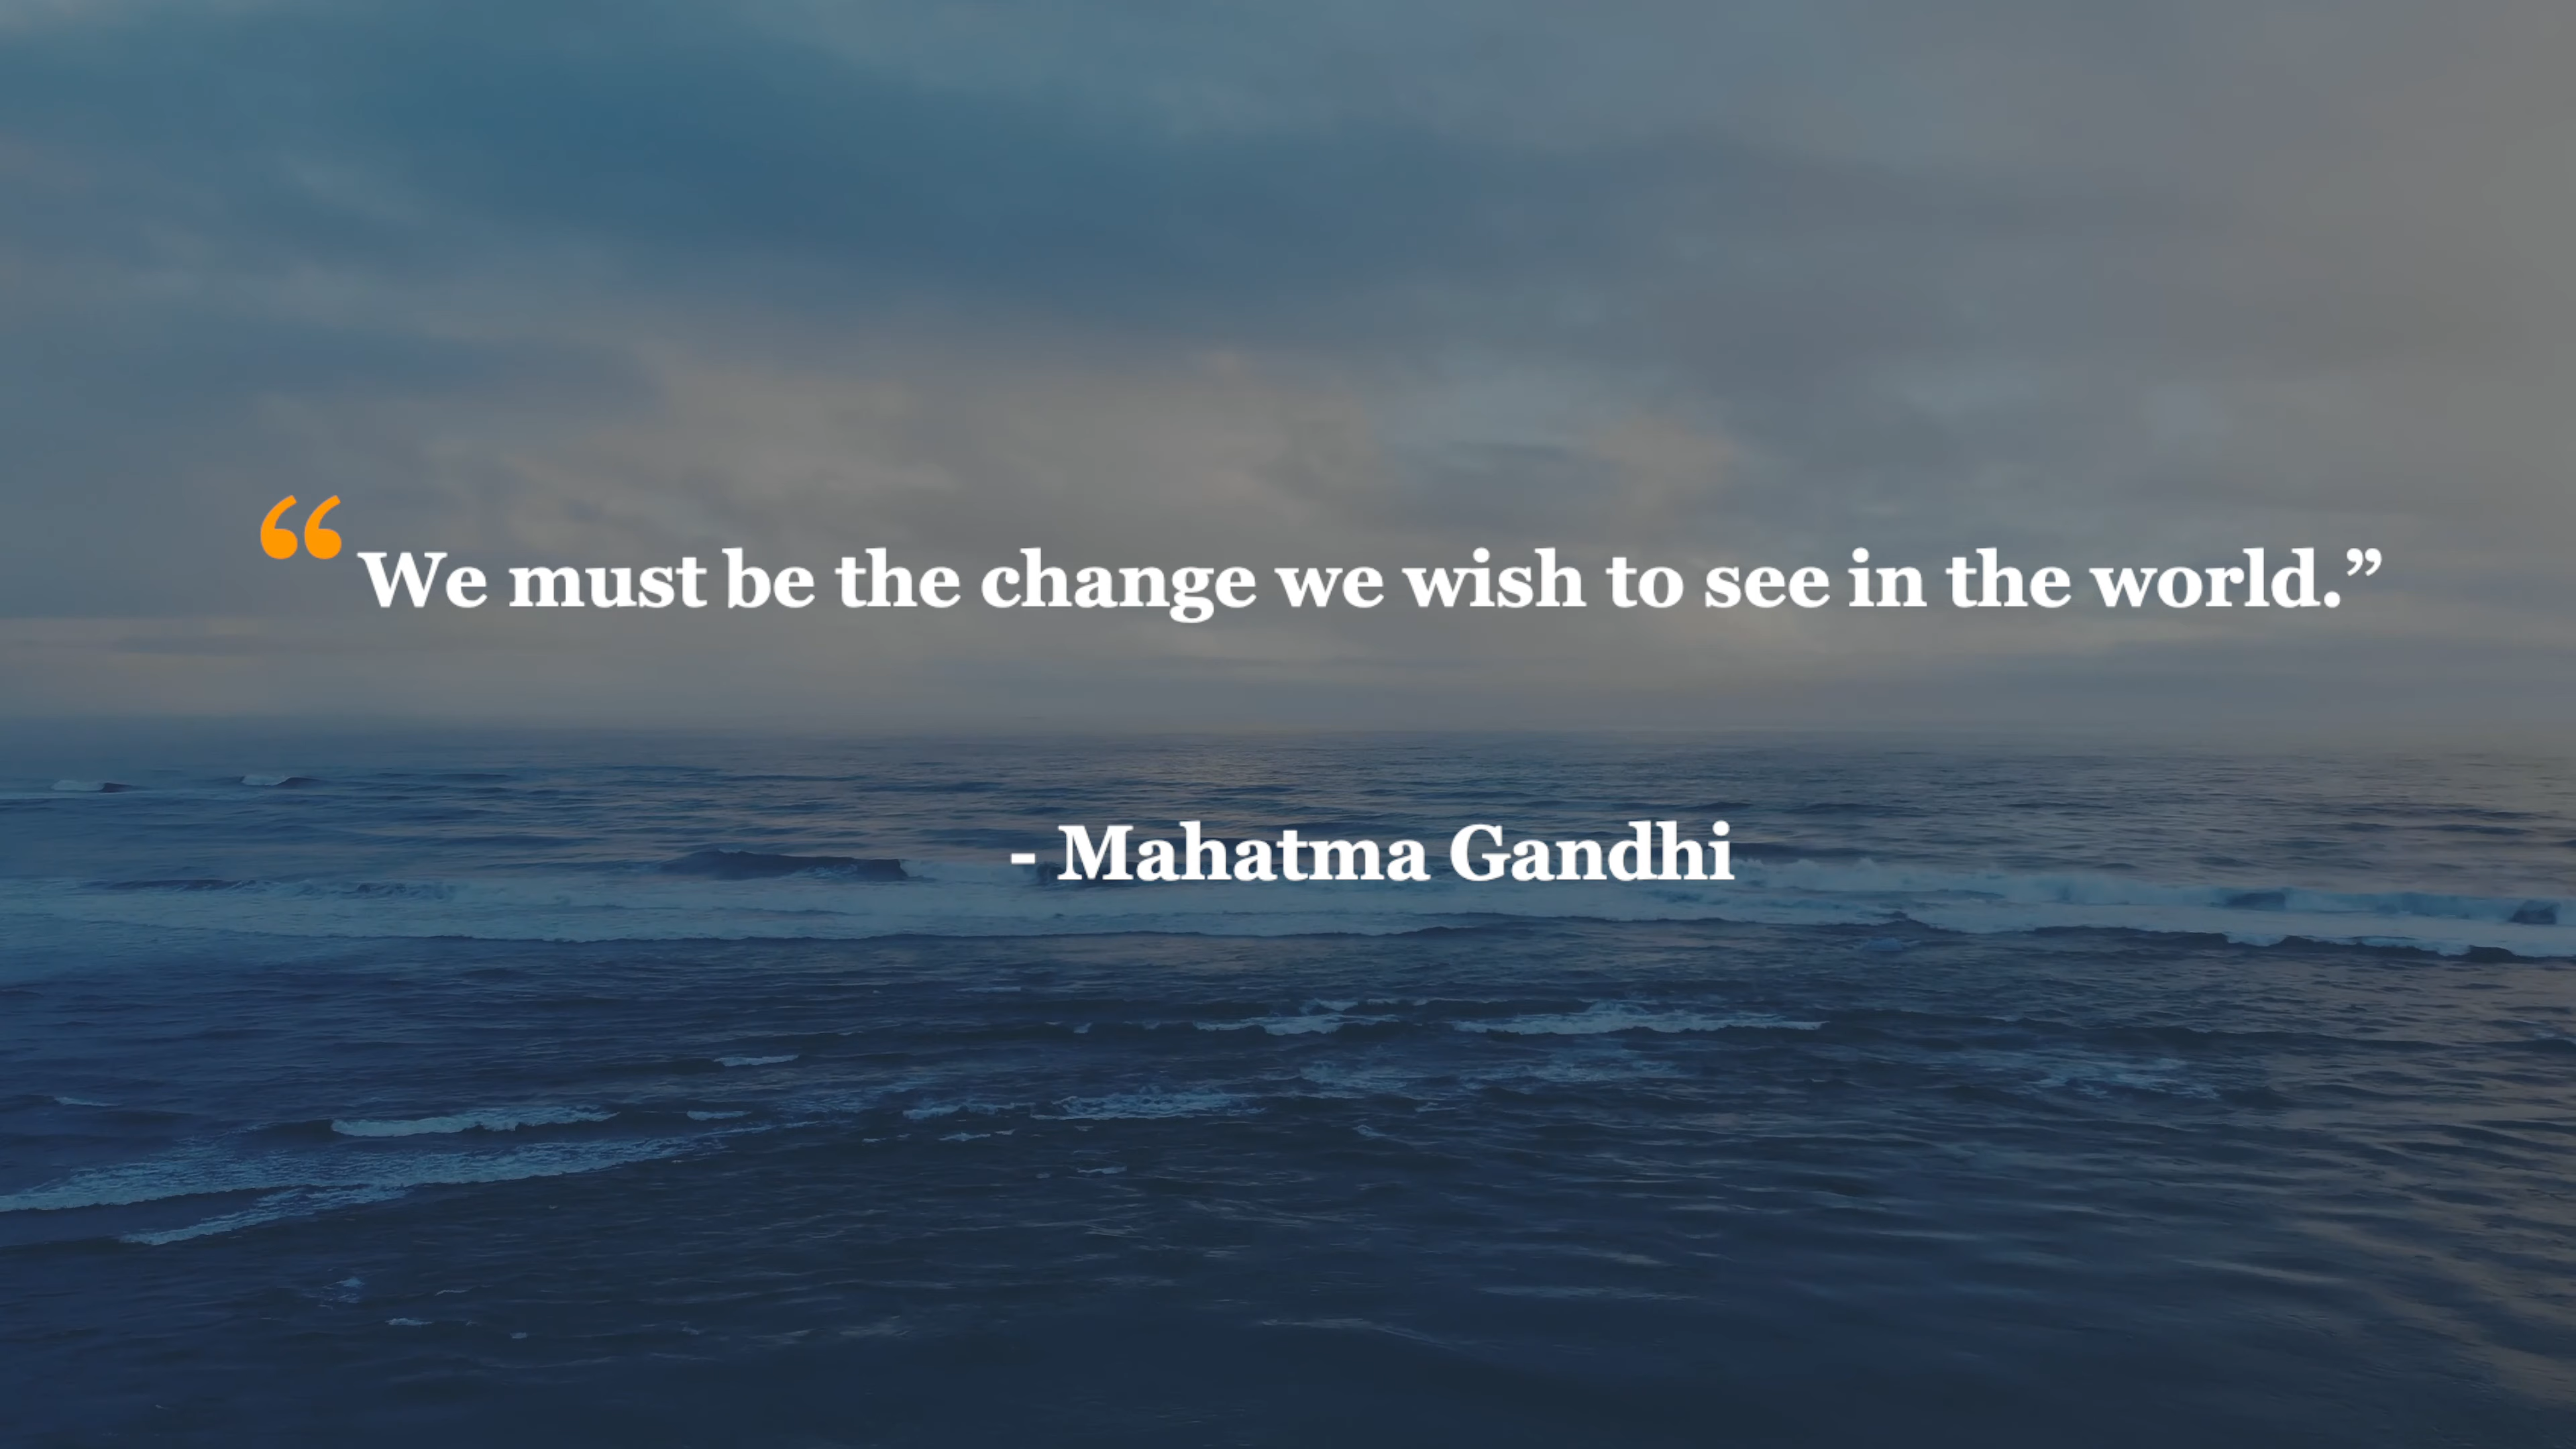 “We must be the change we wish to see in the world.”
- Mahatma Gandhi